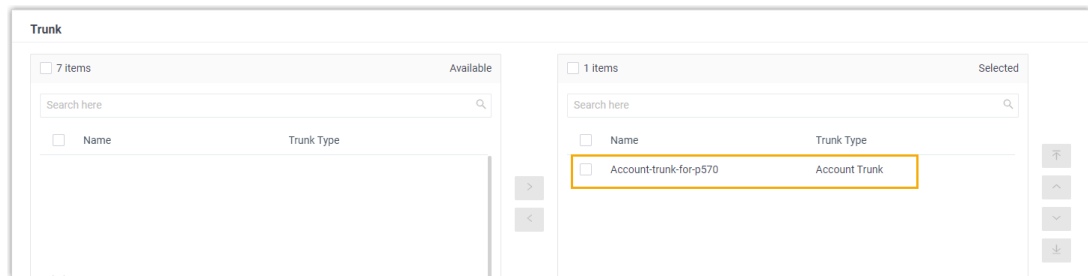 Trunk
7 items Available
Search here
Name Trunk Type
1 items Selected
Search here
Name Trunk Type
Account-trunk-for-p570 Account Trunk